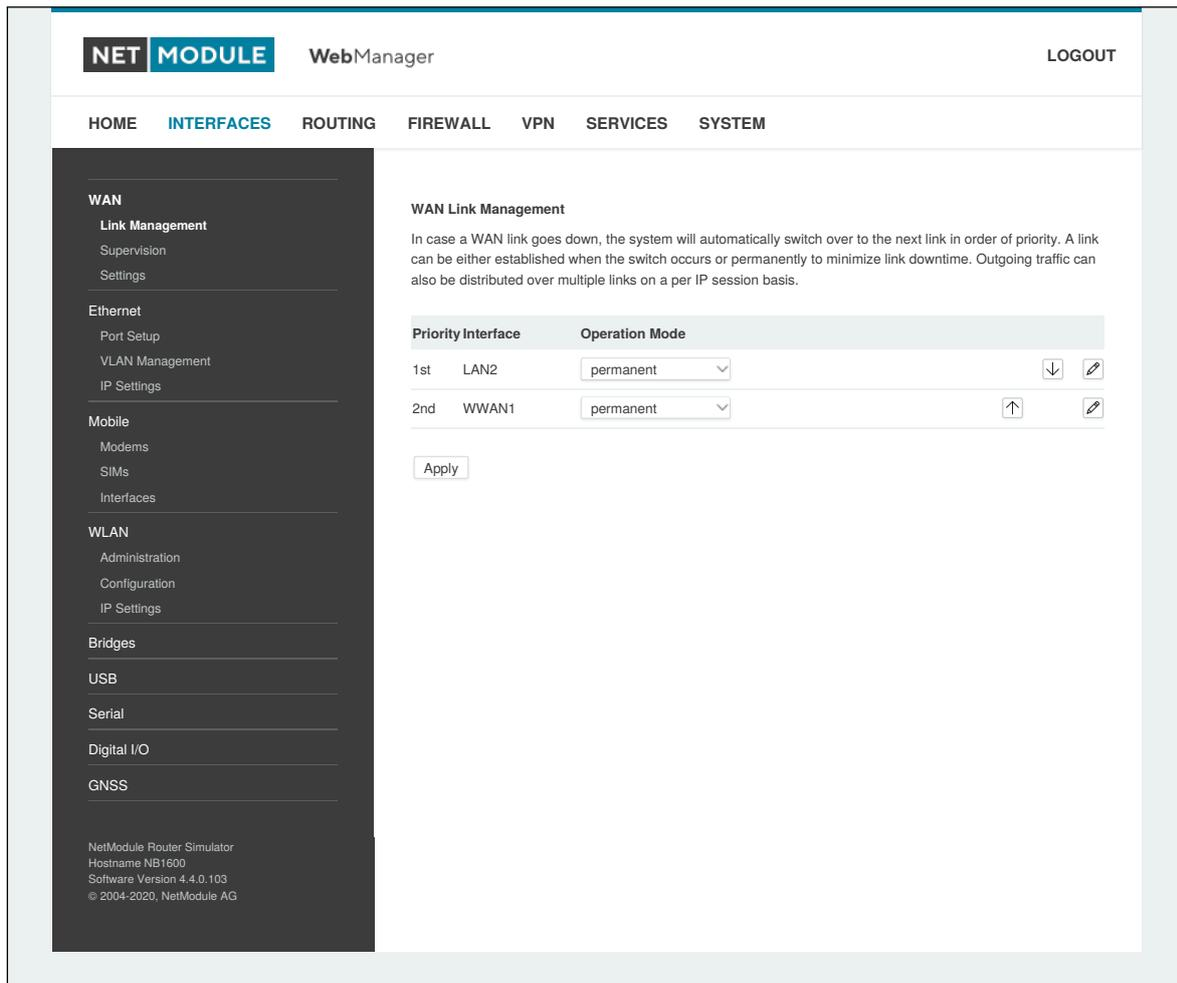 NET MODULE WebManager LOGOUT
HOME INTERFACES ROUTING FIREWALL VPN SERVICES SYSTEM
WAN
Link Management
Supervision
Settings
Ethernet
Port Setup
VLAN Management
IP Settings
Mobile
Modems
SIMs
Interfaces
WLAN
Administration
Configuration
IP Settings
Bridges
USB
Serial
Digital I/O
GNSS
NetModule Router Simulator
Hostname NB1600
Software Version 4.4.0.103
© 2004-2020, NetModule AG
WAN Link Management
In case a WAN link goes down, the system will automatically switch over to the next link in order of priority. A link
can be either established when the switch occurs or permanently to minimize link downtime. Outgoing traffic can
also be distributed over multiple links on a per IP session basis.
Priority Interface Operation Mode
1st LAN2 permanent
2nd WWAN1 permanent
Apply